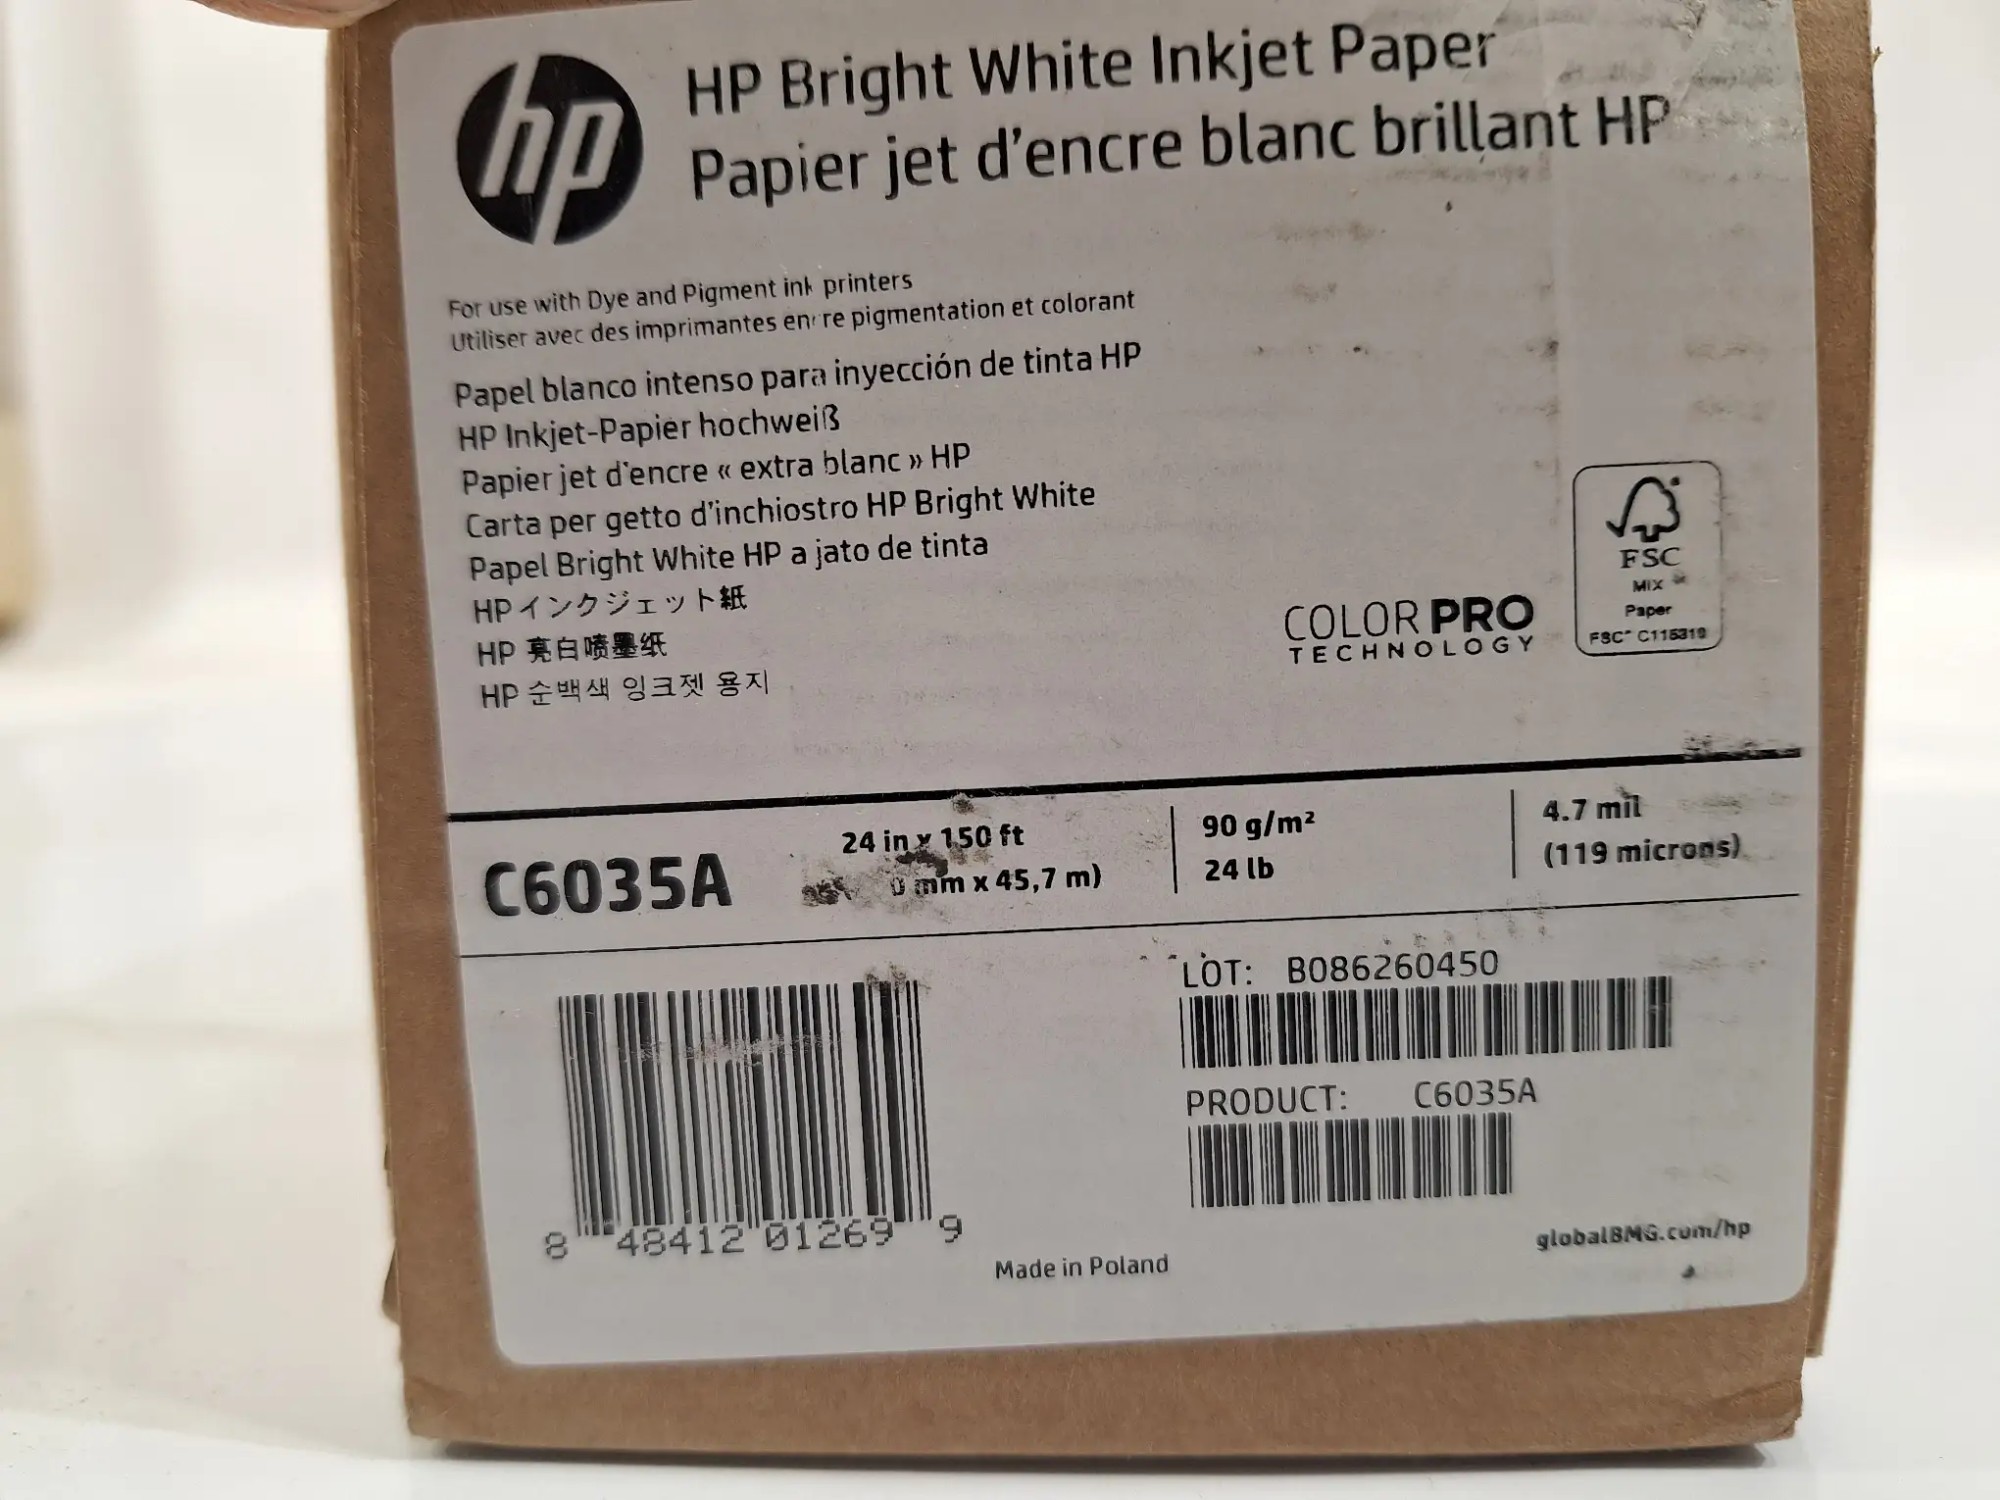 hp
HP Bright White Inkjet Paper
Papier jet d'encre blanc brillant HP
For use with Dye and Pigment ink printers
Utiliser avec des imprimantes encre pigmentation et colorant
Papel blanco intenso para inyección de tinta HP
HP Inkjet-Papier hochweiß
Papier jet d'encre « extra blanc » HP
Carta per getto d'inchiostro HP Bright White
Papel Bright White HP a jato de tinta
HPインクジェット紙
HP 亮白喷墨纸
HP 순백색 잉크젯 용지
COLOR PRO
TECHNOLOGY
FSC
MIX
Paper
FSC® C115319
C6035A
24 in x 150 ft
mm x 45,7 m)
90 g/m²
24 lb
4.7 mil
(119 microns)
LOT: B086260450
PRODUCT: C6035A
8 48412 01269 9
Made in Poland
globalBMG.com/hp